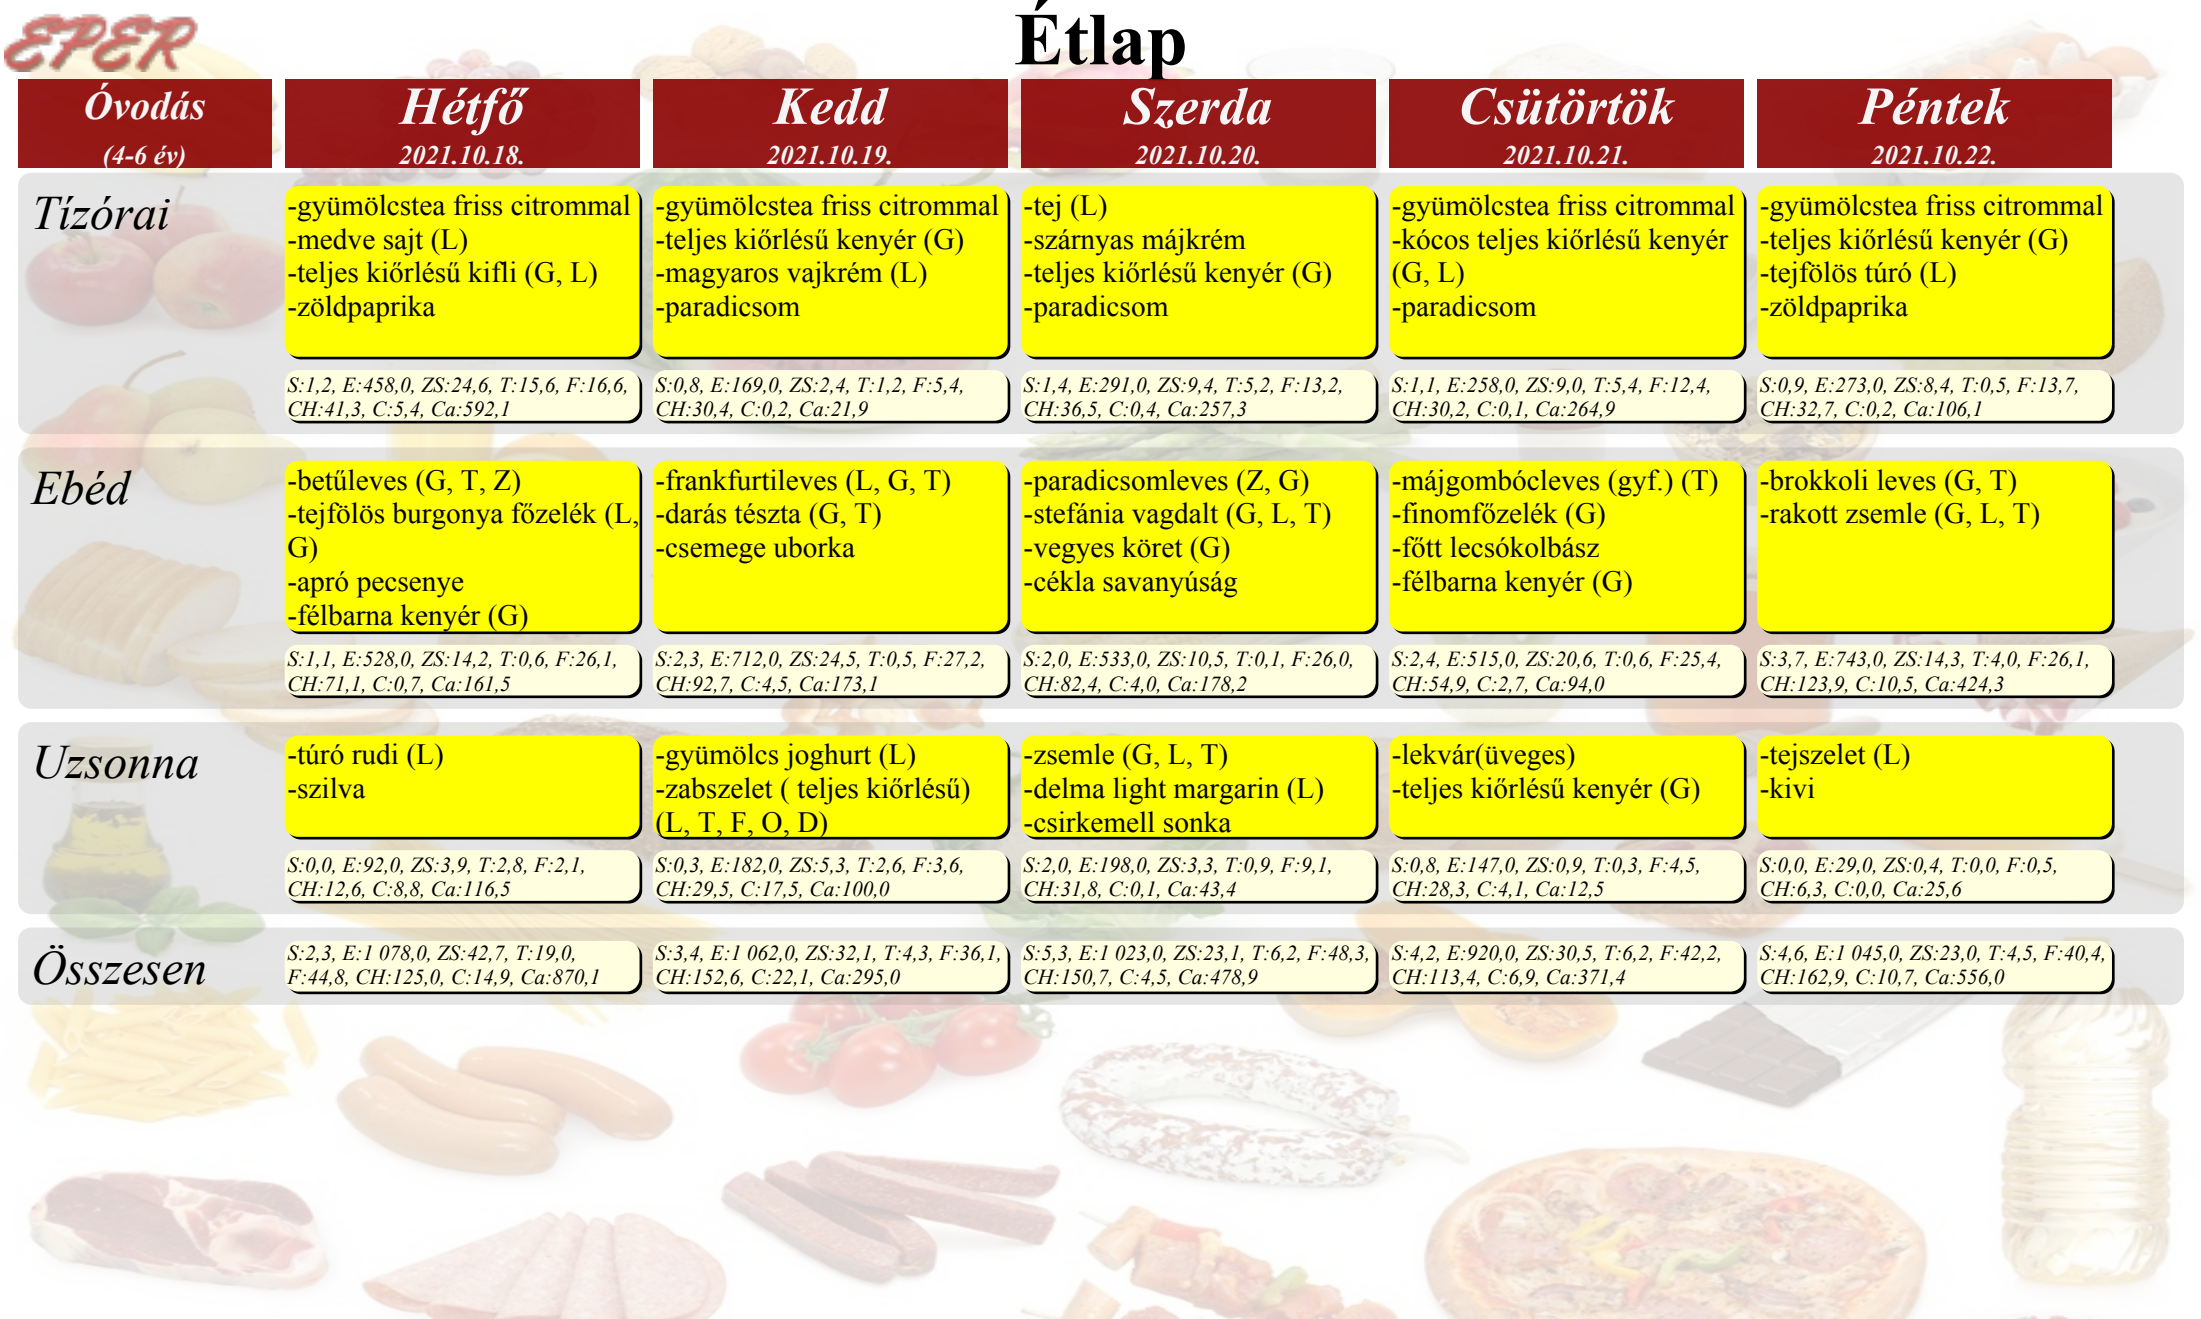 Étlap
EPER
Óvodás
(4-6 év)
Hétfő
2021.10.18.
Kedd
2021.10.19.
Szerda
2021.10.20.
Csütörtök
2021.10.21.
Péntek
2021.10.22.
Tízórai
-gyümölcstea friss citrommal
-medve sajt (L)
-teljes kiőrlésű kifli (G, L)
-zöldpaprika
S:1,2, E:458,0, ZS:24,6, T:15,6, F:16,6,
CH:41,3, C:5,4, Ca:592,1
-gyümölcstea friss citrommal
-teljes kiőrlésű kenyér (G)
-magyaros vajkrém (L)
-paradicsom
S:0,8, E:169,0, ZS:2,4, T:1,2, F:5,4,
CH:30,4, C:0,2, Ca:21,9
-tej (L)
-szárnyas májkrém
-teljes kiőrlésű kenyér (G)
-paradicsom
S:1,4, E:291,0, ZS:9,4, T:5,2, F:13,2,
CH:36,5, C:0,4, Ca:257,3
-gyümölcstea friss citrommal
-kócos teljes kiőrlésű kenyér
(G, L)
-paradicsom
S:1,1, E:258,0, ZS:9,0, T:5,4, F:12,4,
CH:30,2, C:0,1, Ca:264,9
-gyümölcstea friss citrommal
-teljes kiőrlésű kenyér (G)
-tejfölös túró (L)
-zöldpaprika
S:0,9, E:273,0, ZS:8,4, T:0,5, F:13,7,
CH:32,7, C:0,2, Ca:106,1
Ebéd
-betűleves (G, T, Z)
-tejfölös burgonya főzelék (L,
G)
-apró pecsenye
-félbarna kenyér (G)
S:1,1, E:528,0, ZS:14,2, T:0,6, F:26,1,
CH:71,1, C:0,7, Ca:161,5
-frankfurtileves (L, G, T)
-darás tészta (G, T)
-csemege uborka
S:2,3, E:712,0, ZS:24,5, T:0,5, F:27,2,
CH:92,7, C:4,5, Ca:173,1
-paradicsomleves (Z, G)
-stefánia vagdalt (G, L, T)
-vegyes köret (G)
-cékla savanyúság
S:2,0, E:533,0, ZS:10,5, T:0,1, F:26,0,
CH:82,4, C:4,0, Ca:178,2
-májgombócleves (gyf.) (T)
-finomfőzelék (G)
-főtt lecsókolbász
-félbarna kenyér (G)
S:2,4, E:515,0, ZS:20,6, T:0,6, F:25,4,
CH:54,9, C:2,7, Ca:94,0
-brokkoli leves (G, T)
-rakott zsemle (G, L, T)
S:3,7, E:743,0, ZS:14,3, T:4,0, F:26,1,
CH:123,9, C:10,5, Ca:424,3
Uzsonna
-túró rudi (L)
-szilva
S:0,0, E:92,0, ZS:3,9, T:2,8, F:2,1,
CH:12,6, C:8,8, Ca:116,5
-gyümölcs joghurt (L)
-zabszelet ( teljes kiőrlésű)
(L, T, F, O, D)
S:0,3, E:182,0, ZS:5,3, T:2,6, F:3,6,
CH:29,5, C:17,5, Ca:100,0
-zsemle (G, L, T)
-delma light margarin (L)
-csirkemell sonka
S:2,0, E:198,0, ZS:3,3, T:0,9, F:9,1,
CH:31,8, C:0,1, Ca:43,4
-lekvár(üveges)
-teljes kiőrlésű kenyér (G)
S:0,8, E:147,0, ZS:0,9, T:0,3, F:4,5,
CH:28,3, C:4,1, Ca:12,5
-tejszelet (L)
-kivi
S:0,0, E:29,0, ZS:0,4, T:0,0, F:0,5,
CH:6,3, C:0,0, Ca:25,6
Összesen
S:2,3, E:1 078,0, ZS:42,7, T:19,0,
F:44,8, CH:125,0, C:14,9, Ca:870,1
S:3,4, E:1 062,0, ZS:32,1, T:4,3, F:36,1,
CH:152,6, C:22,1, Ca:295,0
S:5,3, E:1 023,0, ZS:23,1, T:6,2, F:48,3,
CH:150,7, C:4,5, Ca:478,9
S:4,2, E:920,0, ZS:30,5, T:6,2, F:42,2,
CH:113,4, C:6,9, Ca:371,4
S:4,6, E:1 045,0, ZS:23,0, T:4,5, F:40,4,
CH:162,9, C:10,7, Ca:556,0